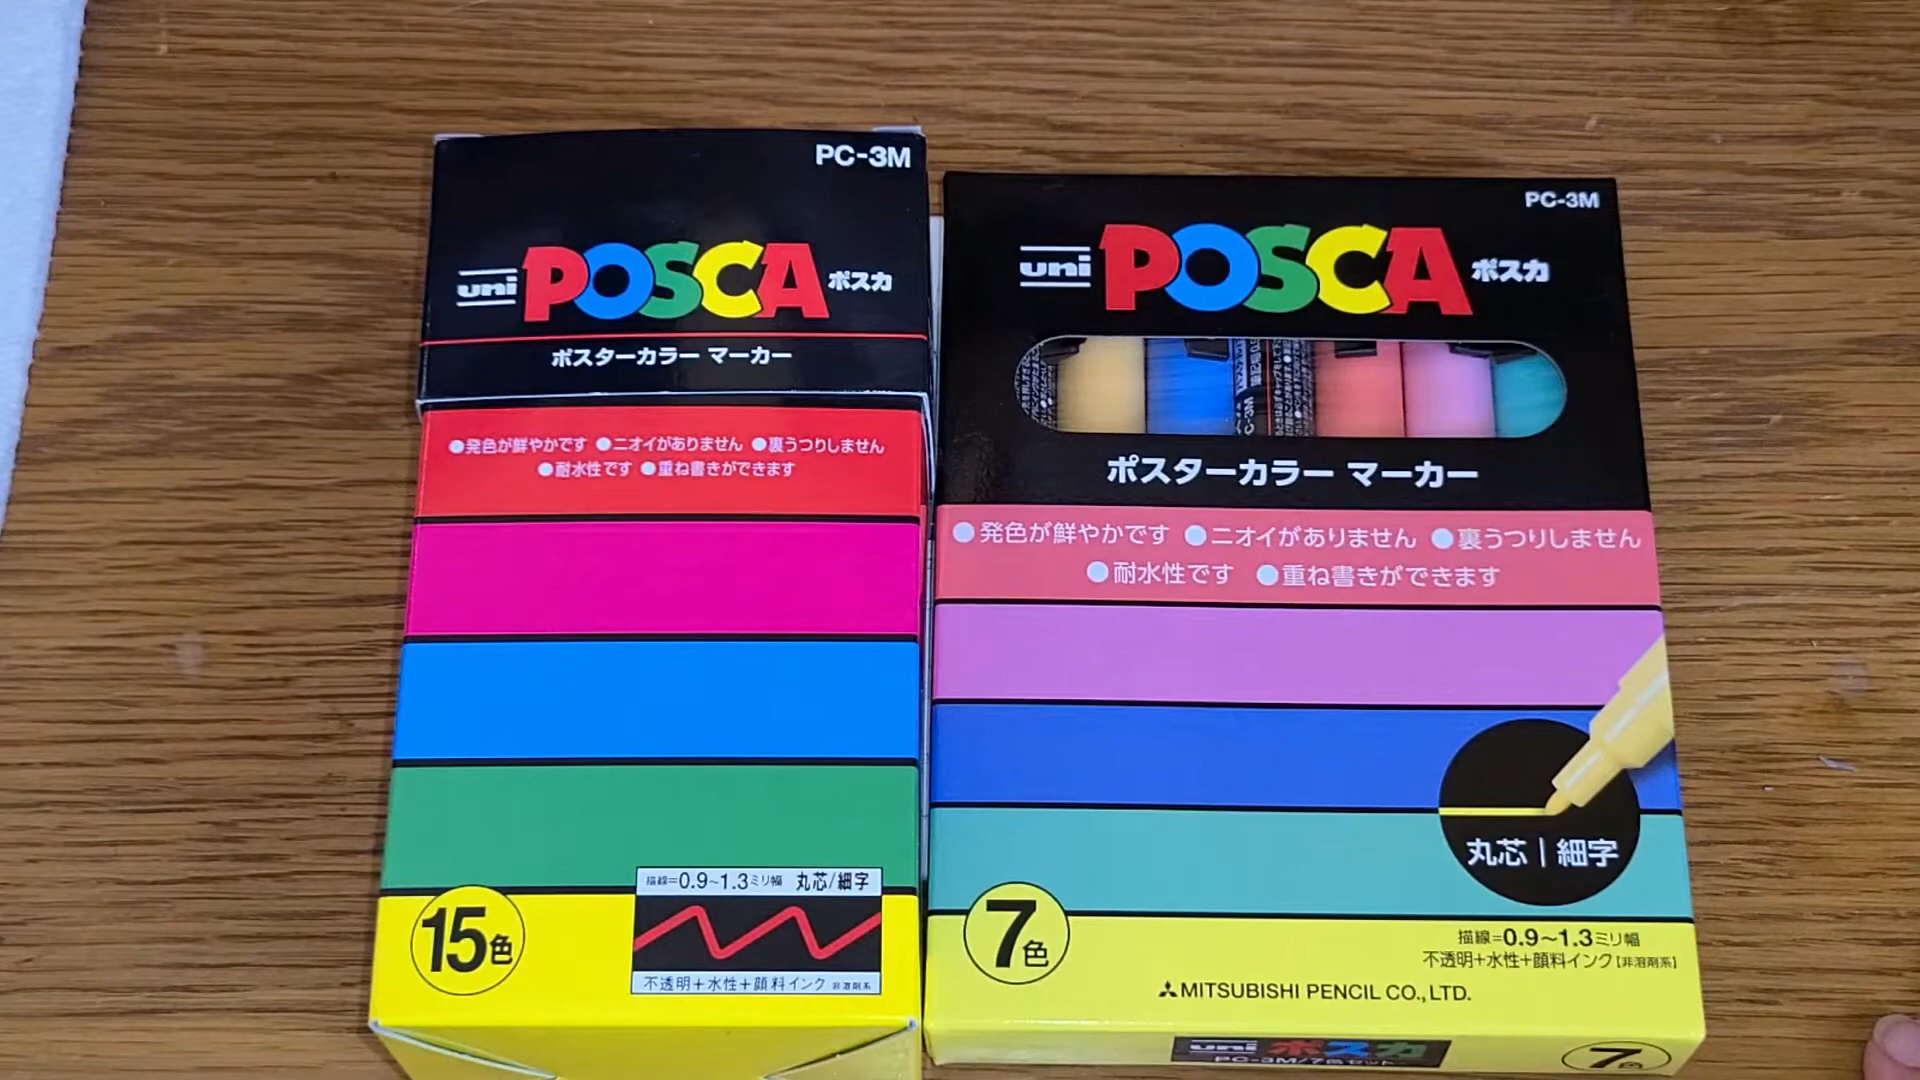 PC-3M
uni POSCA ポスカ
ポスターカラー マーカー
●発色が鮮やかです ●ニオイがありません ●裏うつりしません
●耐水性です ●重ね書きができます
描線=0.9~1.3ミリ幅 丸芯/細字
15色
不透明+水性+顔料インク 非溶剤系
PC-3M
uni POSCA ポスカ
ポスターカラー マーカー
●発色が鮮やかです ●ニオイがありません ●裏うつりしません
●耐水性です ●重ね書きができます
丸芯|細字
7色
描線=0.9~1.3ミリ幅
不透明+水性+顔料インク【非溶剤系】
MITSUBISHI PENCIL CO., LTD.
uni ポスカ
PC-3M/7色セット
7色